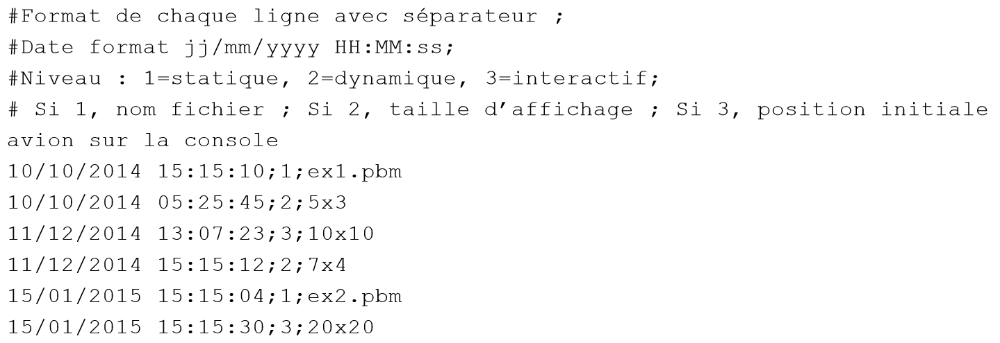 #Format de chaque ligne avec séparateur ;
#Date format jj/mm/yyyy HH:MM:ss;
#Niveau : 1=statique, 2=dynamique, 3=interactif;
# Si 1, nom fichier ; Si 2, taille d’affichage ; Si 3, position initiale
avion sur la console
10/10/2014 15:15:10;1;ex1.pbm
10/10/2014 05:25:45;2;5x3
11/12/2014 13:07:23;3;10x10
11/12/2014 15:15:12;2;7x4
15/01/2015 15:15:04;1;ex2.pbm
15/01/2015 15:15:30;3;20x20